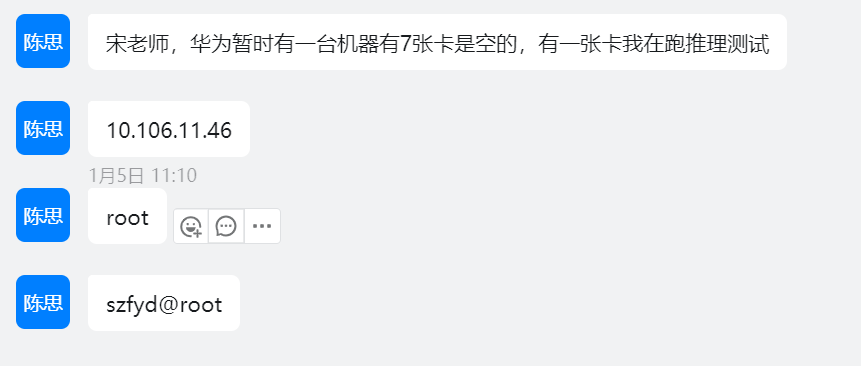 陈思
宋老师，华为暂时有一台机器有7张卡是空的，有一张卡我在跑推理测试
陈思
10.106.11.46
1月5日 11:10
陈思
root
陈思
szfyd@root